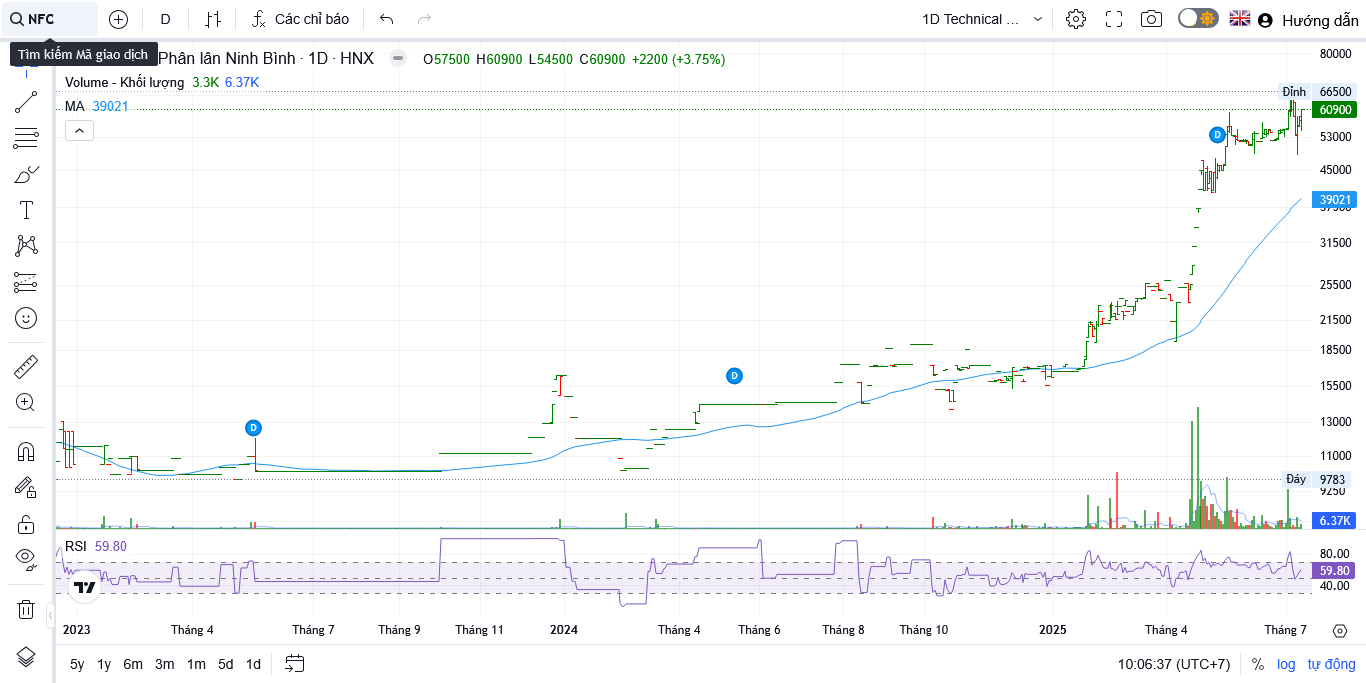 NFC
D
Các chỉ báo
1D Technical ...
Hướng dẫn
Tìm kiếm Mã giao dịch
Phân lân Ninh Bình · 1D · HNX
O57500 H60900 L54500 C60900 +2200 (+3.75%)
Volume - Khối lượng 3.3K 6.37K
MA 39021
80000
Đỉnh 66500
60900
53000
45000
39021
31500
25500
21500
18500
15500
13000
11000
Đáy 9783
9250
6.37K
D
D
D
RSI 59.80
80.00
59.80
40.00
2023 Tháng 4 Tháng 7 Tháng 9 Tháng 11 2024 Tháng 4 Tháng 6 Tháng 8 Tháng 10 2025 Tháng 4 Tháng 7
5y 1y 6m 3m 1m 5d 1d
10:06:37 (UTC+7) % log tự động